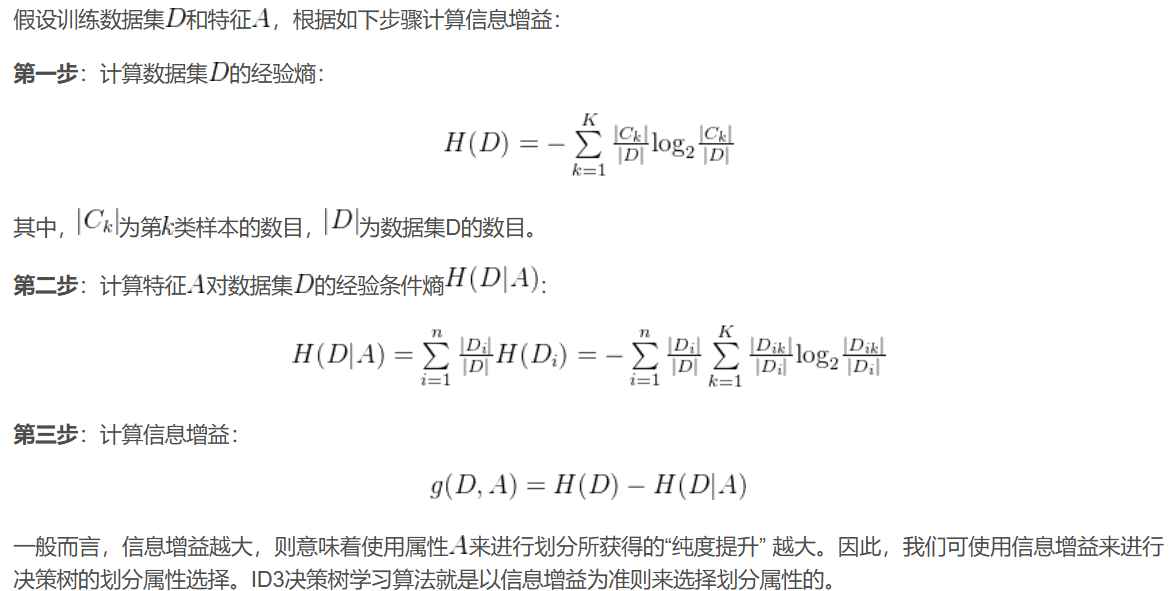 假设训练数据集D和特征A，根据如下步骤计算信息增益：
第一步：计算数据集D的经验熵：
H(D) = -\sum_{k=1}^{K} \frac{|C_k|}{|D|} \log_2 \frac{|C_k|}{|D|}
其中，|C_k|为第k类样本的数目，|D|为数据集D的数目。
第二步：计算特征A对数据集D的经验条件熵H(D|A)：
H(D|A) = \sum_{i=1}^{n} \frac{|D_i|}{|D|} H(D_i) = -\sum_{i=1}^{n} \frac{|D_i|}{|D|} \sum_{k=1}^{K} \frac{|D_{ik}|}{|D_i|} \log_2 \frac{|D_{ik}|}{|D_i|}
第三步：计算信息增益：
g(D, A) = H(D) - H(D|A)
一般而言，信息增益越大，则意味着使用属性A来进行划分所获得的“纯度提升” 越大。因此，我们可使用信息增益来进行
决策树的划分属性选择。ID3决策树学习算法就是以信息增益为准则来选择划分属性的。